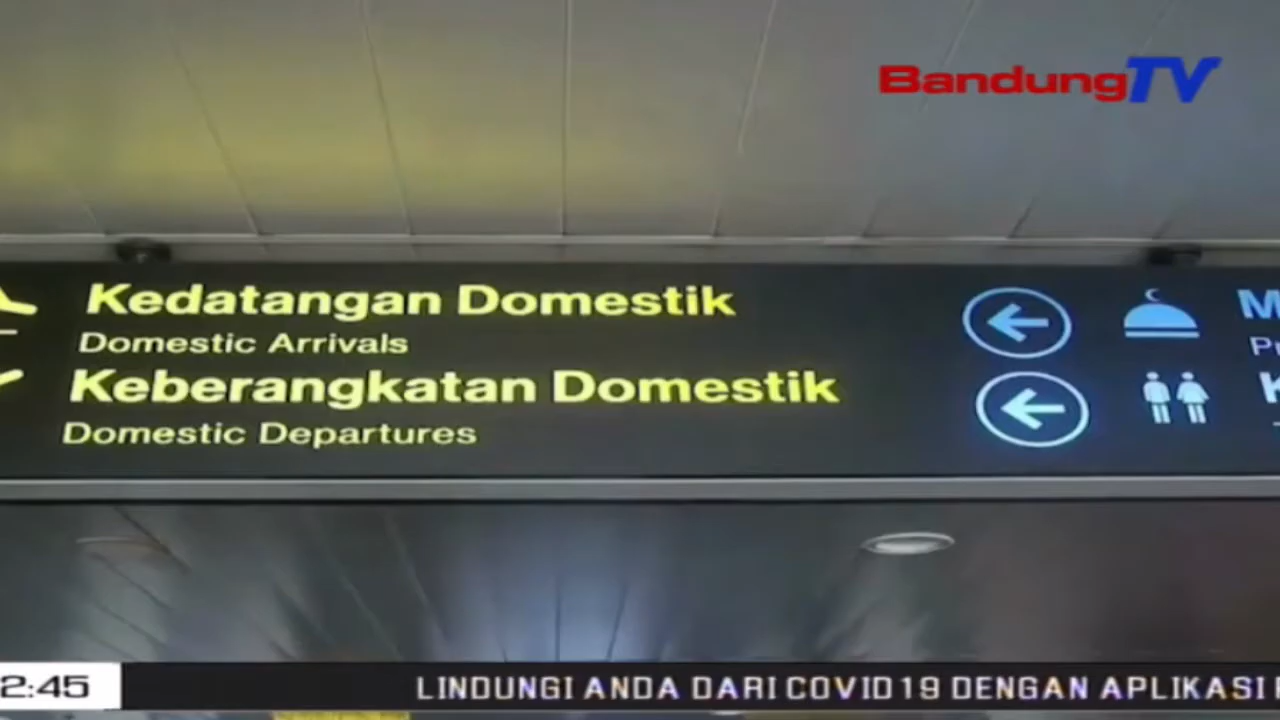 BandungTV
Kedatangan Domestik
Domestic Arrivals
Keberangkatan Domestik
Domestic Departures
2:45
LINDUNGI ANDA DARI COVID19 DENGAN APLIKASI